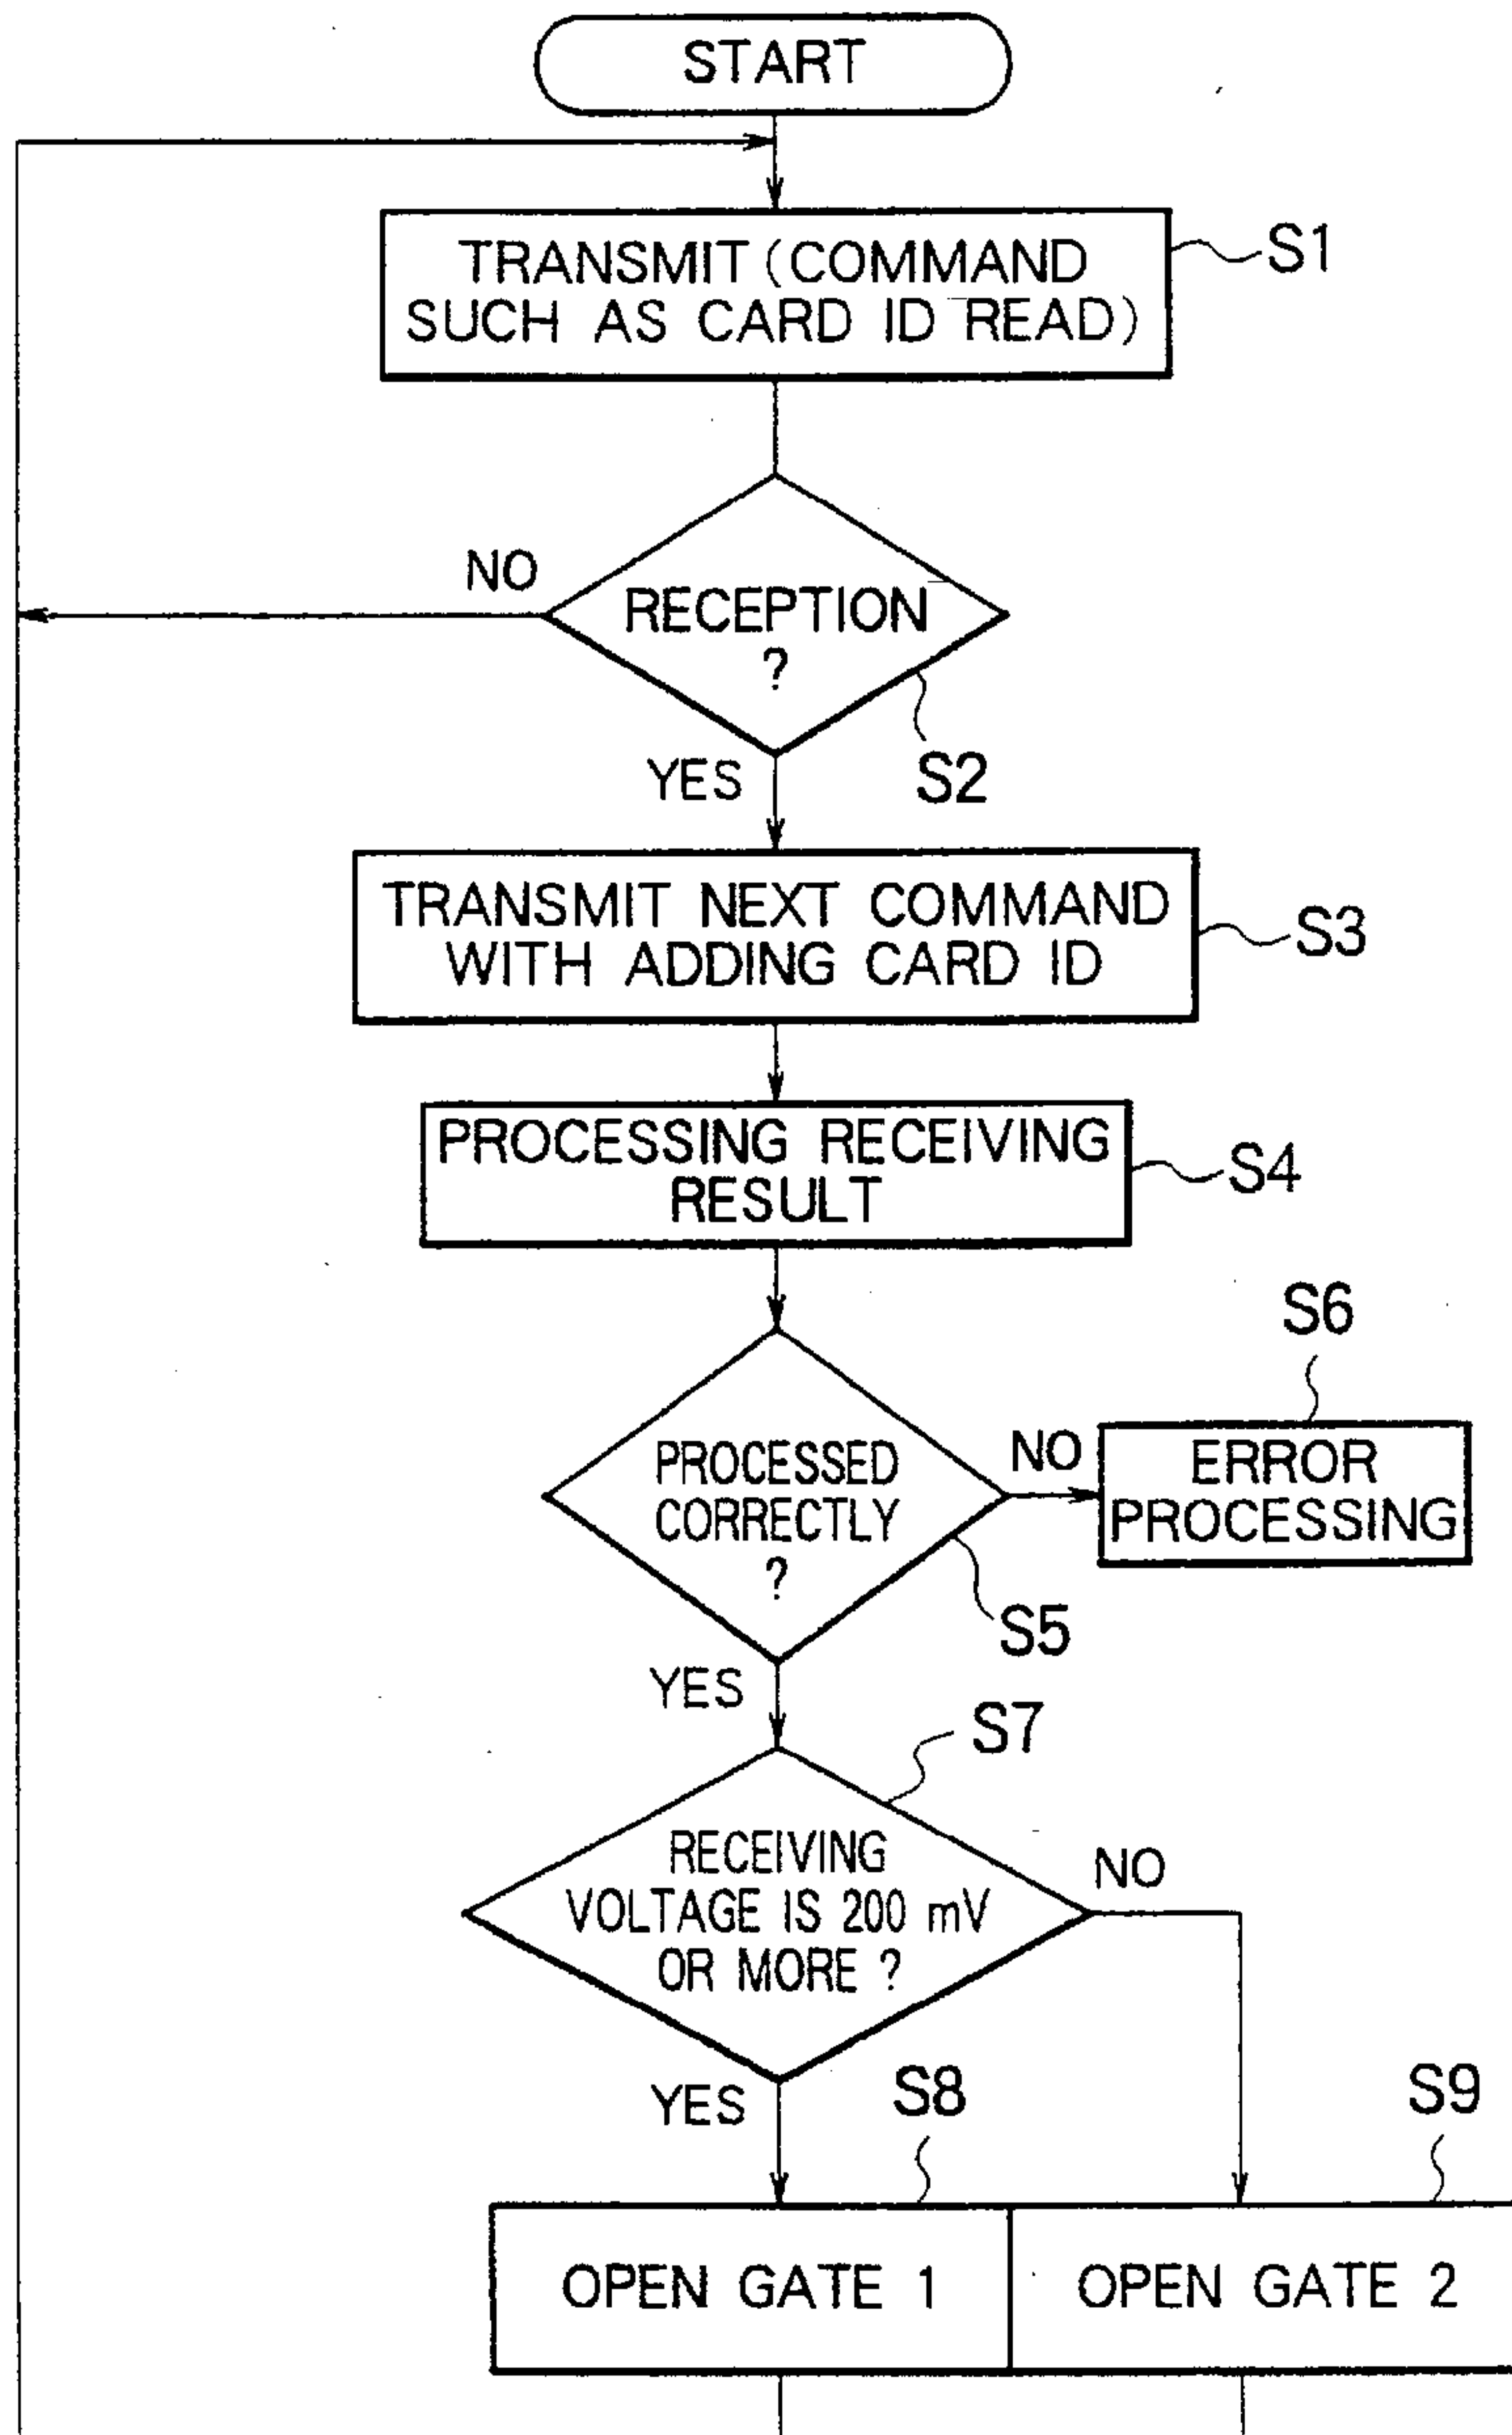 START
TRANSMIT (COMMAND
SUCH AS CARD ID READ)
S1
NO
RECEPTION
?
S2
YES
TRANSMIT NEXT COMMAND
WITH ADDING CARD ID
S3
PROCESSING RECEIVING
RESULT
S4
S6
PROCESSED
CORRECTLY
?
NO
ERROR
PROCESSING
S5
YES
S7
RECEIVING
VOLTAGE IS 200 mV
OR MORE ?
NO
YES
S8
S9
OPEN GATE 1
OPEN GATE 2